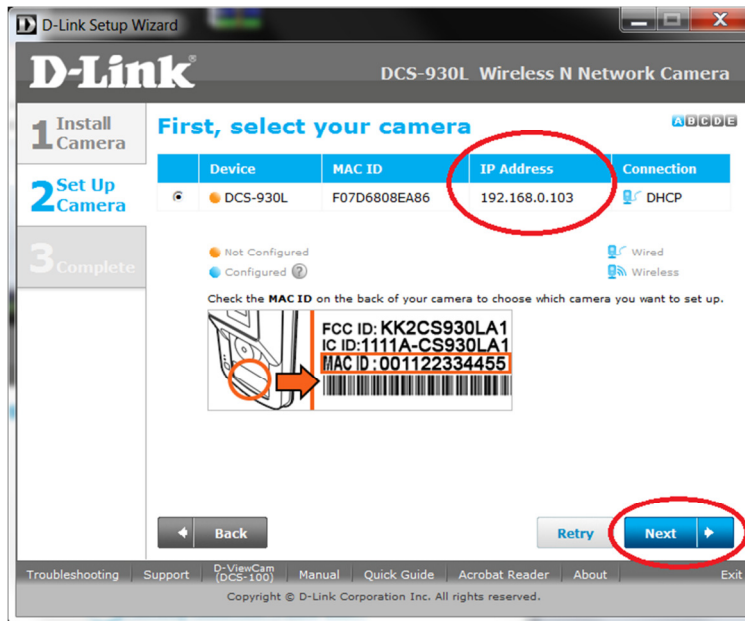 D-Link Setup Wizard
D-Link®
DCS-930L Wireless N Network Camera
1 Install Camera
2 Set Up Camera
3 Complete
First, select your camera
A B C D E
Device MAC ID IP Address Connection
DCS-930L F07D6808EA86 192.168.0.103 DHCP
Not Configured Wired
Configured ? Wireless
Check the MAC ID on the back of your camera to choose which camera you want to set up.
FCC ID: KK2CS930LA1
IC ID:1111A-CS930LA1
MAC ID : 001122334455
Back Retry Next
Troubleshooting Support D-ViewCam (DCS-100) Manual Quick Guide Acrobat Reader About Exit
Copyright © D-Link Corporation Inc. All rights reserved.